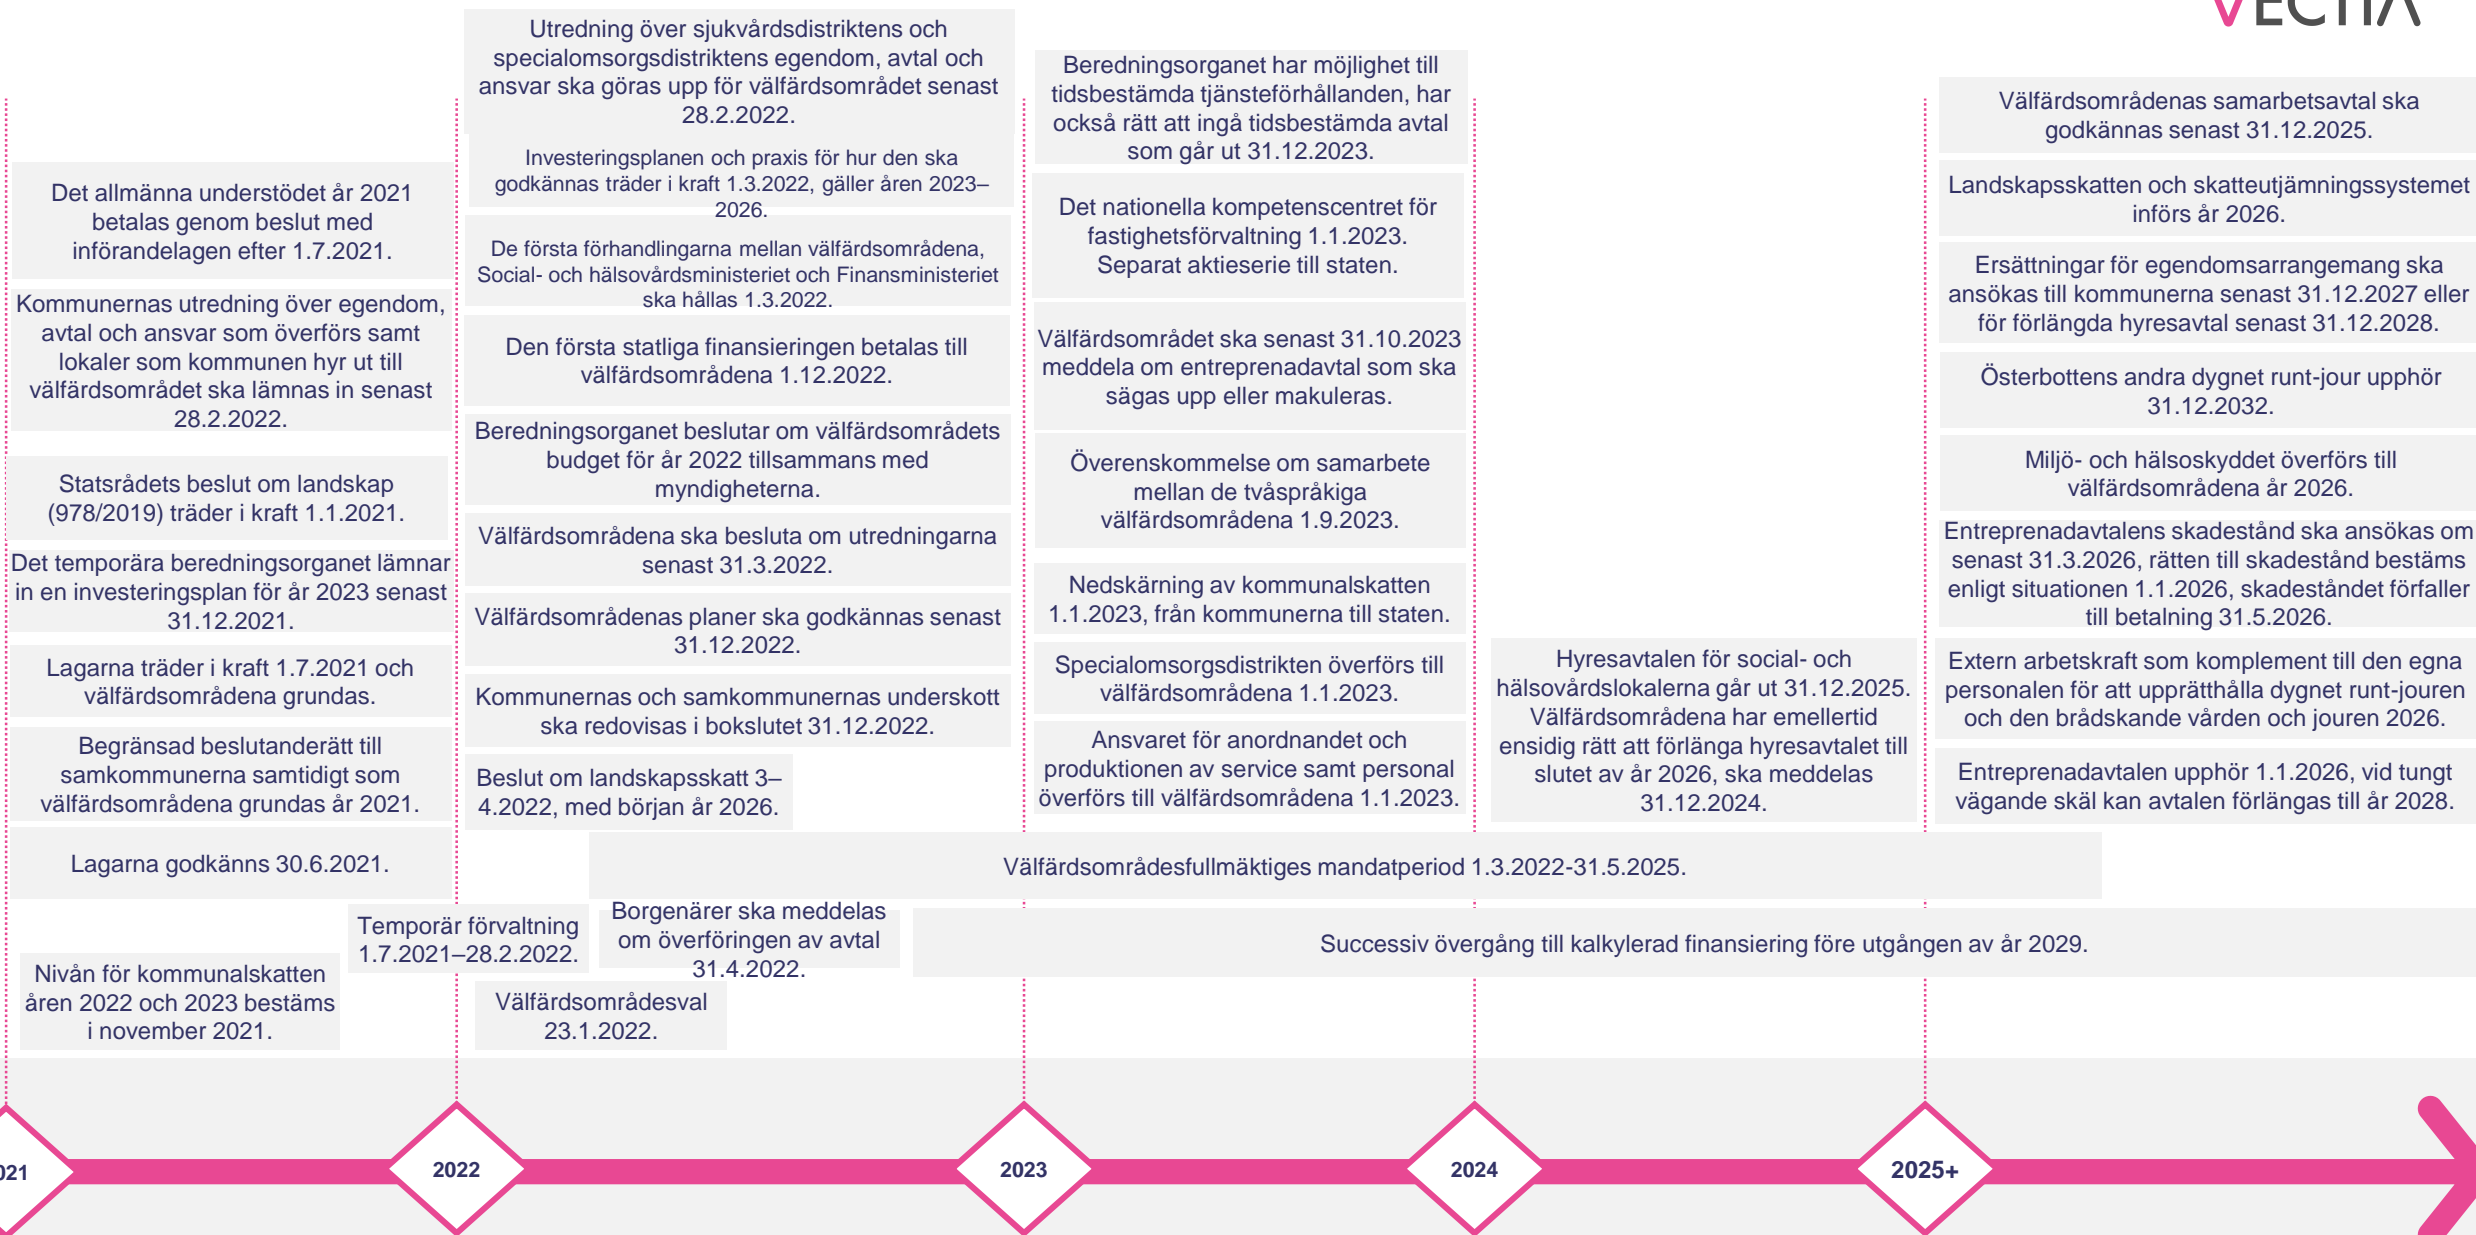 VECTIA
Det allmänna understödet år 2021
betalas genom beslut med
införandelagen efter 1.7.2021.
Kommunernas utredning över egendom,
avtal och ansvar som överförs samt
lokaler som kommunen hyr ut till
välfärdsområdet ska lämnas in senast
28.2.2022.
Statsrådets beslut om landskap
(978/2019) träder i kraft 1.1.2021.
Det temporära beredningsorganet lämnar
in en investeringsplan för år 2023 senast
31.12.2021.
Lagarna träder i kraft 1.7.2021 och
välfärdsområdena grundas.
Begränsad beslutanderätt till
samkommunerna samtidigt som
välfärdsområdena grundas år 2021.
Lagarna godkänns 30.6.2021.
Nivån för kommunalskatten
åren 2022 och 2023 bestäms
i november 2021.
Temporär förvaltning
1.7.2021–28.2.2022.
Utredning över sjukvårdsdistriktens och
specialomsorgsdistriktens egendom, avtal och
ansvar ska göras upp för välfärdsområdet senast
28.2.2022.
Investeringsplanen och praxis för hur den ska
godkännas träder i kraft 1.3.2022, gäller åren 2023–
2026.
De första förhandlingarna mellan välfärdsområdena,
Social- och hälsovårdsministeriet och Finansministeriet
ska hållas 1.3.2022.
Den första statliga finansieringen betalas till
välfärdsområdena 1.12.2022.
Beredningsorganet beslutar om välfärdsområdets
budget för år 2022 tillsammans med
myndigheterna.
Välfärdsområdena ska besluta om utredningarna
senast 31.3.2022.
Välfärdsområdenas planer ska godkännas senast
31.12.2022.
Kommunernas och samkommunernas underskott
ska redovisas i bokslutet 31.12.2022.
Beslut om landskapsskatt 3–
4.2022, med början år 2026.
Borgenärer ska meddelas
om överföringen av avtal
31.4.2022.
Välfärdsområdesval
23.1.2022.
Beredningsorganet har möjlighet till
tidsbestämda tjänsteförhållanden, har
också rätt att ingå tidsbestämda avtal
som går ut 31.12.2023.
Det nationella kompetenscentret för
fastighetsförvaltning 1.1.2023.
Separat aktieserie till staten.
Välfärdsområdet ska senast 31.10.2023
meddela om entreprenadavtal som ska
sägas upp eller makuleras.
Överenskommelse om samarbete
mellan de tvåspråkiga
välfärdsområdena 1.9.2023.
Nedskärning av kommunalskatten
1.1.2023, från kommunerna till staten.
Specialomsorgsdistrikten överförs till
välfärdsområdena 1.1.2023.
Ansvaret för anordnandet och
produktionen av service samt personal
överförs till välfärdsområdena 1.1.2023.
Hyresavtalen för social- och
hälsovårdslokalerna går ut 31.12.2025.
Välfärdsområdena har emellertid
ensidig rätt att förlänga hyresavtalet till
slutet av år 2026, ska meddelas
31.12.2024.
Välfärdsområdenas samarbetsavtal ska
godkännas senast 31.12.2025.
Landskapsskatten och skatteutjämningssystemet
införs år 2026.
Ersättningar för egendomsarrangemang ska
ansökas till kommunerna senast 31.12.2027 eller
för förlängda hyresavtal senast 31.12.2028.
Österbottens andra dygnet runt-jour upphör
31.12.2032.
Miljö- och hälsoskyddet överförs till
välfärdsområdena år 2026.
Entreprenadavtalens skadestånd ska ansökas om
senast 31.3.2026, rätten till skadestånd bestäms
enligt situationen 1.1.2026, skadeståndet förfaller
till betalning 31.5.2026.
Extern arbetskraft som komplement till den egna
personalen för att upprätthålla dygnet runt-jouren
och den brådskande vården och jouren 2026.
Entreprenadavtalen upphör 1.1.2026, vid tungt
vägande skäl kan avtalen förlängas till år 2028.
Välfärdsområdesfullmäktiges mandatperiod 1.3.2022-31.5.2025.
Successiv övergång till kalkylerad finansiering före utgången av år 2029.
021
2022
2023
2024
2025+